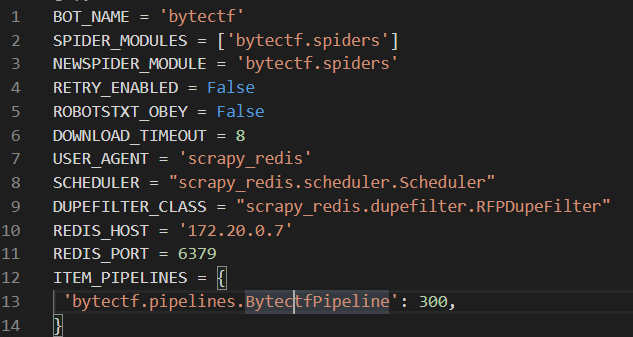 1 BOT_NAME = 'bytectf'
2 SPIDER_MODULES = ['bytectf.spiders']
3 NEWSPIDER_MODULE = 'bytectf.spiders'
4 RETRY_ENABLED = False
5 ROBOTSTXT_OBEY = False
6 DOWNLOAD_TIMEOUT = 8
7 USER_AGENT = 'scrapy_redis'
8 SCHEDULER = "scrapy_redis.scheduler.Scheduler"
9 DUPEFILTER_CLASS = "scrapy_redis.dupefilter.RFPDupeFilter"
10 REDIS_HOST = '172.20.0.7'
11 REDIS_PORT = 6379
12 ITEM_PIPELINES = {
13  'bytectf.pipelines.BytectfPipeline': 300,
14 }